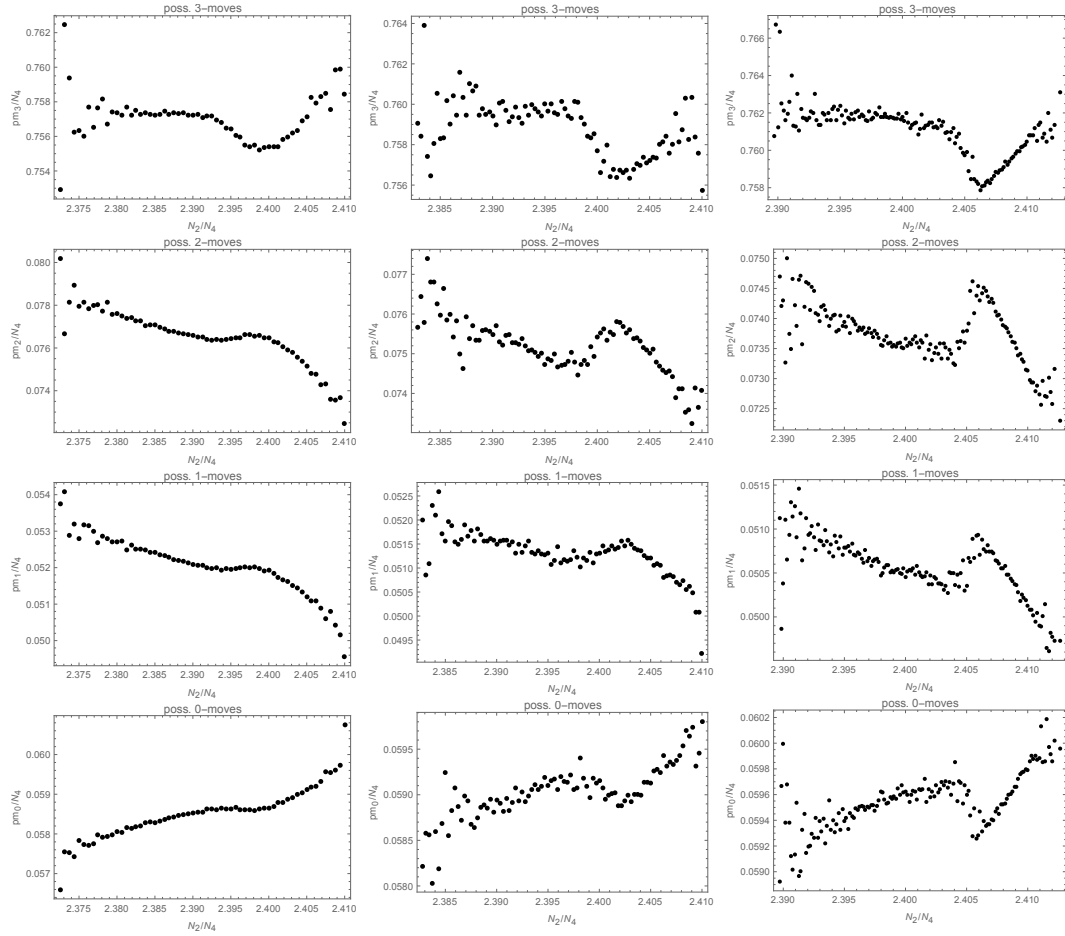 poss. 3-moves
0.762
0.760
0.758
0.756
0.754
pm3/N4
2.375 2.380 2.385 2.390 2.395 2.400 2.405 2.410
N2/N4
poss. 3-moves
0.764
0.762
0.760
0.758
0.756
pm3/N4
2.385 2.390 2.395 2.400 2.405 2.410
N2/N4
poss. 3-moves
0.766
0.764
0.762
0.760
0.758
pm3/N4
2.390 2.395 2.400 2.405 2.410
N2/N4
poss. 2-moves
0.080
0.078
0.076
0.074
pm2/N4
2.375 2.380 2.385 2.390 2.395 2.400 2.405 2.410
N2/N4
poss. 2-moves
0.077
0.076
0.075
0.074
pm2/N4
2.385 2.390 2.395 2.400 2.405 2.410
N2/N4
poss. 2-moves
0.0750
0.0745
0.0740
0.0735
0.0730
0.0725
pm2/N4
2.390 2.395 2.400 2.405 2.410
N2/N4
poss. 1-moves
0.054
0.053
0.052
0.051
0.050
pm1/N4
2.375 2.380 2.385 2.390 2.395 2.400 2.405 2.410
N2/N4
poss. 1-moves
0.0525
0.0520
0.0515
0.0510
0.0505
0.0500
0.0495
pm1/N4
2.385 2.390 2.395 2.400 2.405 2.410
N2/N4
poss. 1-moves
0.0515
0.0510
0.0505
0.0500
pm1/N4
2.390 2.395 2.400 2.405 2.410
N2/N4
poss. 0-moves
0.060
0.059
0.058
0.057
pm0/N4
2.375 2.380 2.385 2.390 2.395 2.400 2.405 2.410
N2/N4
poss. 0-moves
0.0595
0.0590
0.0585
0.0580
pm0/N4
2.385 2.390 2.395 2.400 2.405 2.410
N2/N4
poss. 0-moves
0.0602
0.0600
0.0598
0.0596
0.0594
0.0592
0.0590
pm0/N4
2.390 2.395 2.400 2.405 2.410
N2/N4